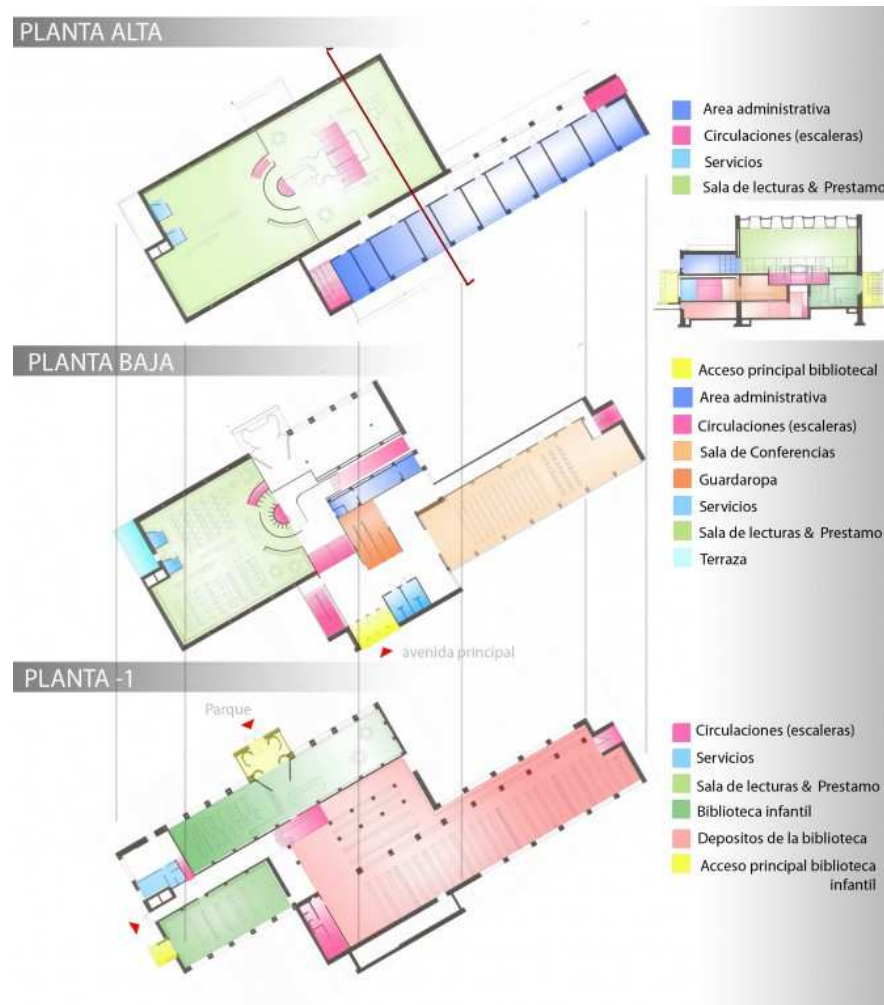 PLANTA ALTA
Area administrativa
Circulaciones (escaleras)
Servicios
Sala de lecturas & Prestamo
PLANTA BAJA
Acceso principal bibliotecal
Area administrativa
Circulaciones (escaleras)
Sala de Conferencias
Guardaropa
Servicios
Sala de lecturas & Prestamo
Terraza
avenida principal
PLANTA -1
Parque
Circulaciones (escaleras)
Servicios
Sala de lecturas & Prestamo
Biblioteca infantil
Depositos de la biblioteca
Acceso principal biblioteca
infantil